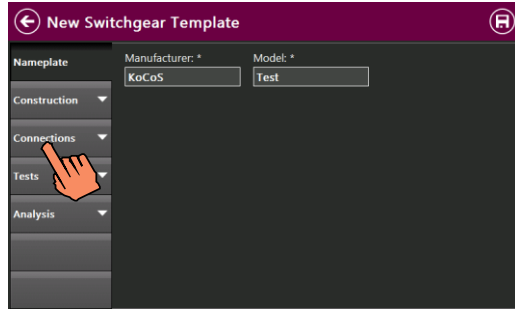 New Switchgear Template
Nameplate
Manufacturer: *
Model: *
KoCoS
Test
Construction
Connections
Tests
Analysis